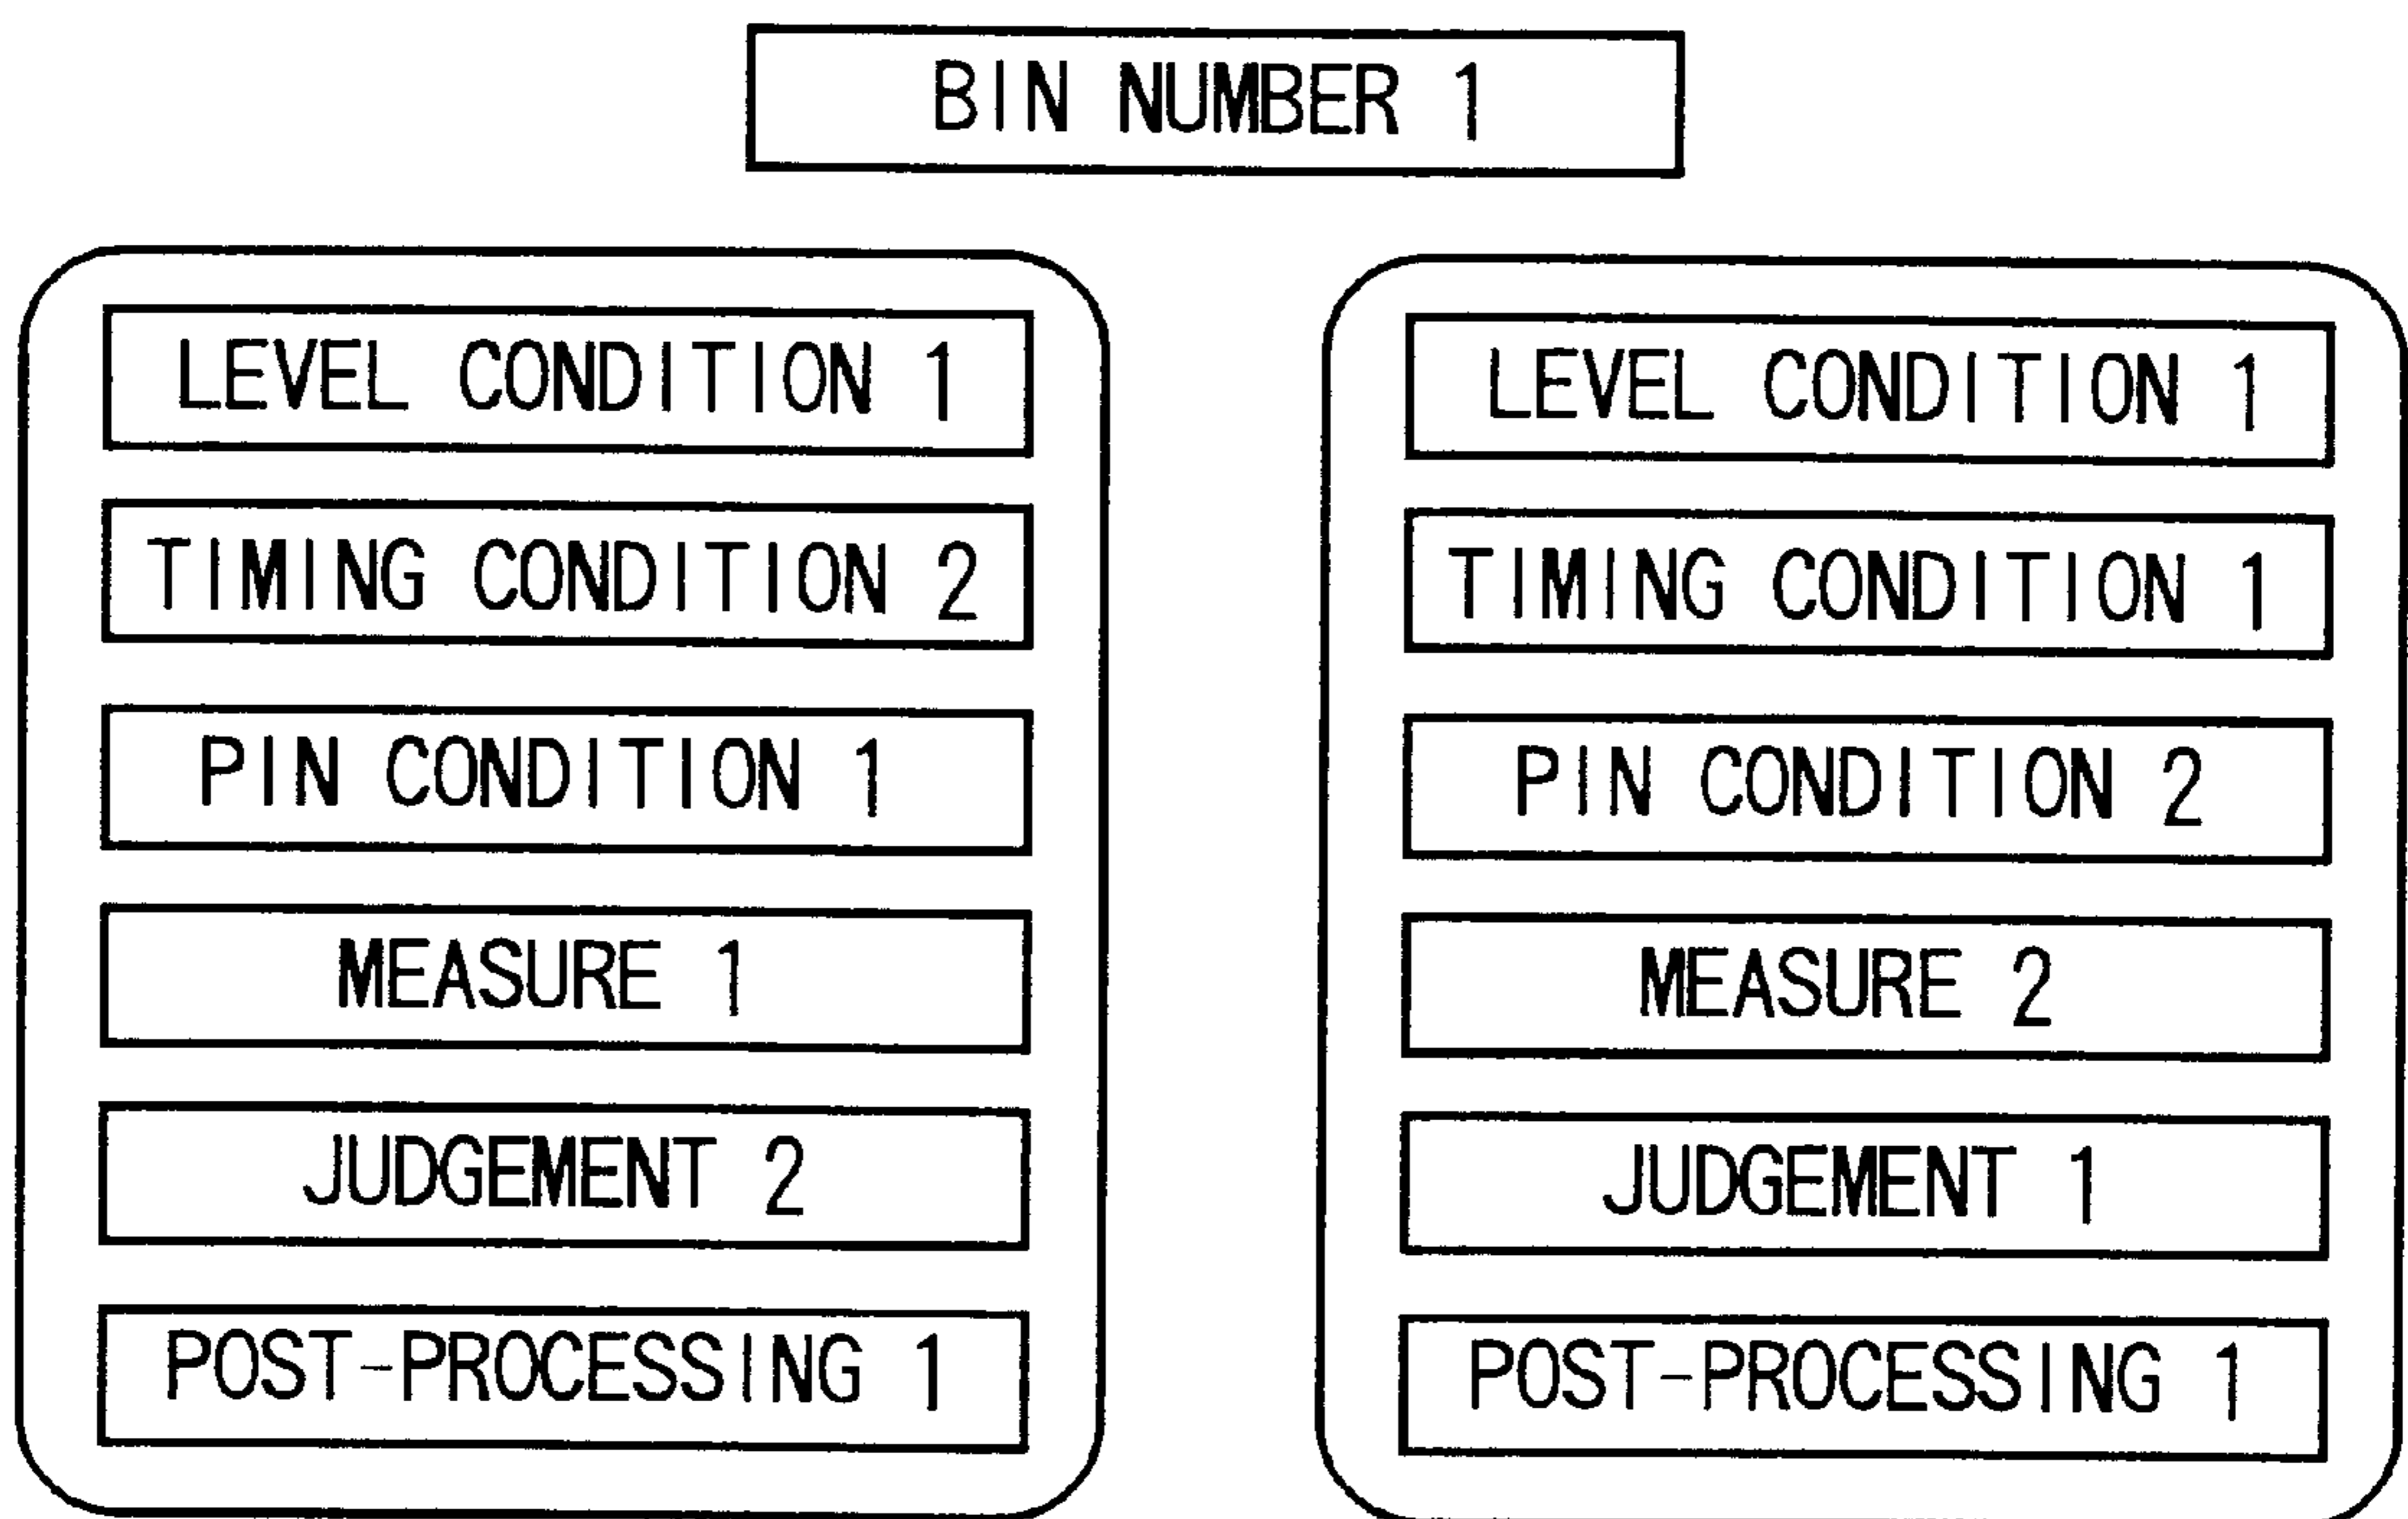 BIN NUMBER 1
LEVEL CONDITION 1
TIMING CONDITION 2
PIN CONDITION 1
MEASURE 1
JUDGEMENT 2
POST-PROCESSING 1
LEVEL CONDITION 1
TIMING CONDITION 1
PIN CONDITION 2
MEASURE 2
JUDGEMENT 1
POST-PROCESSING 1